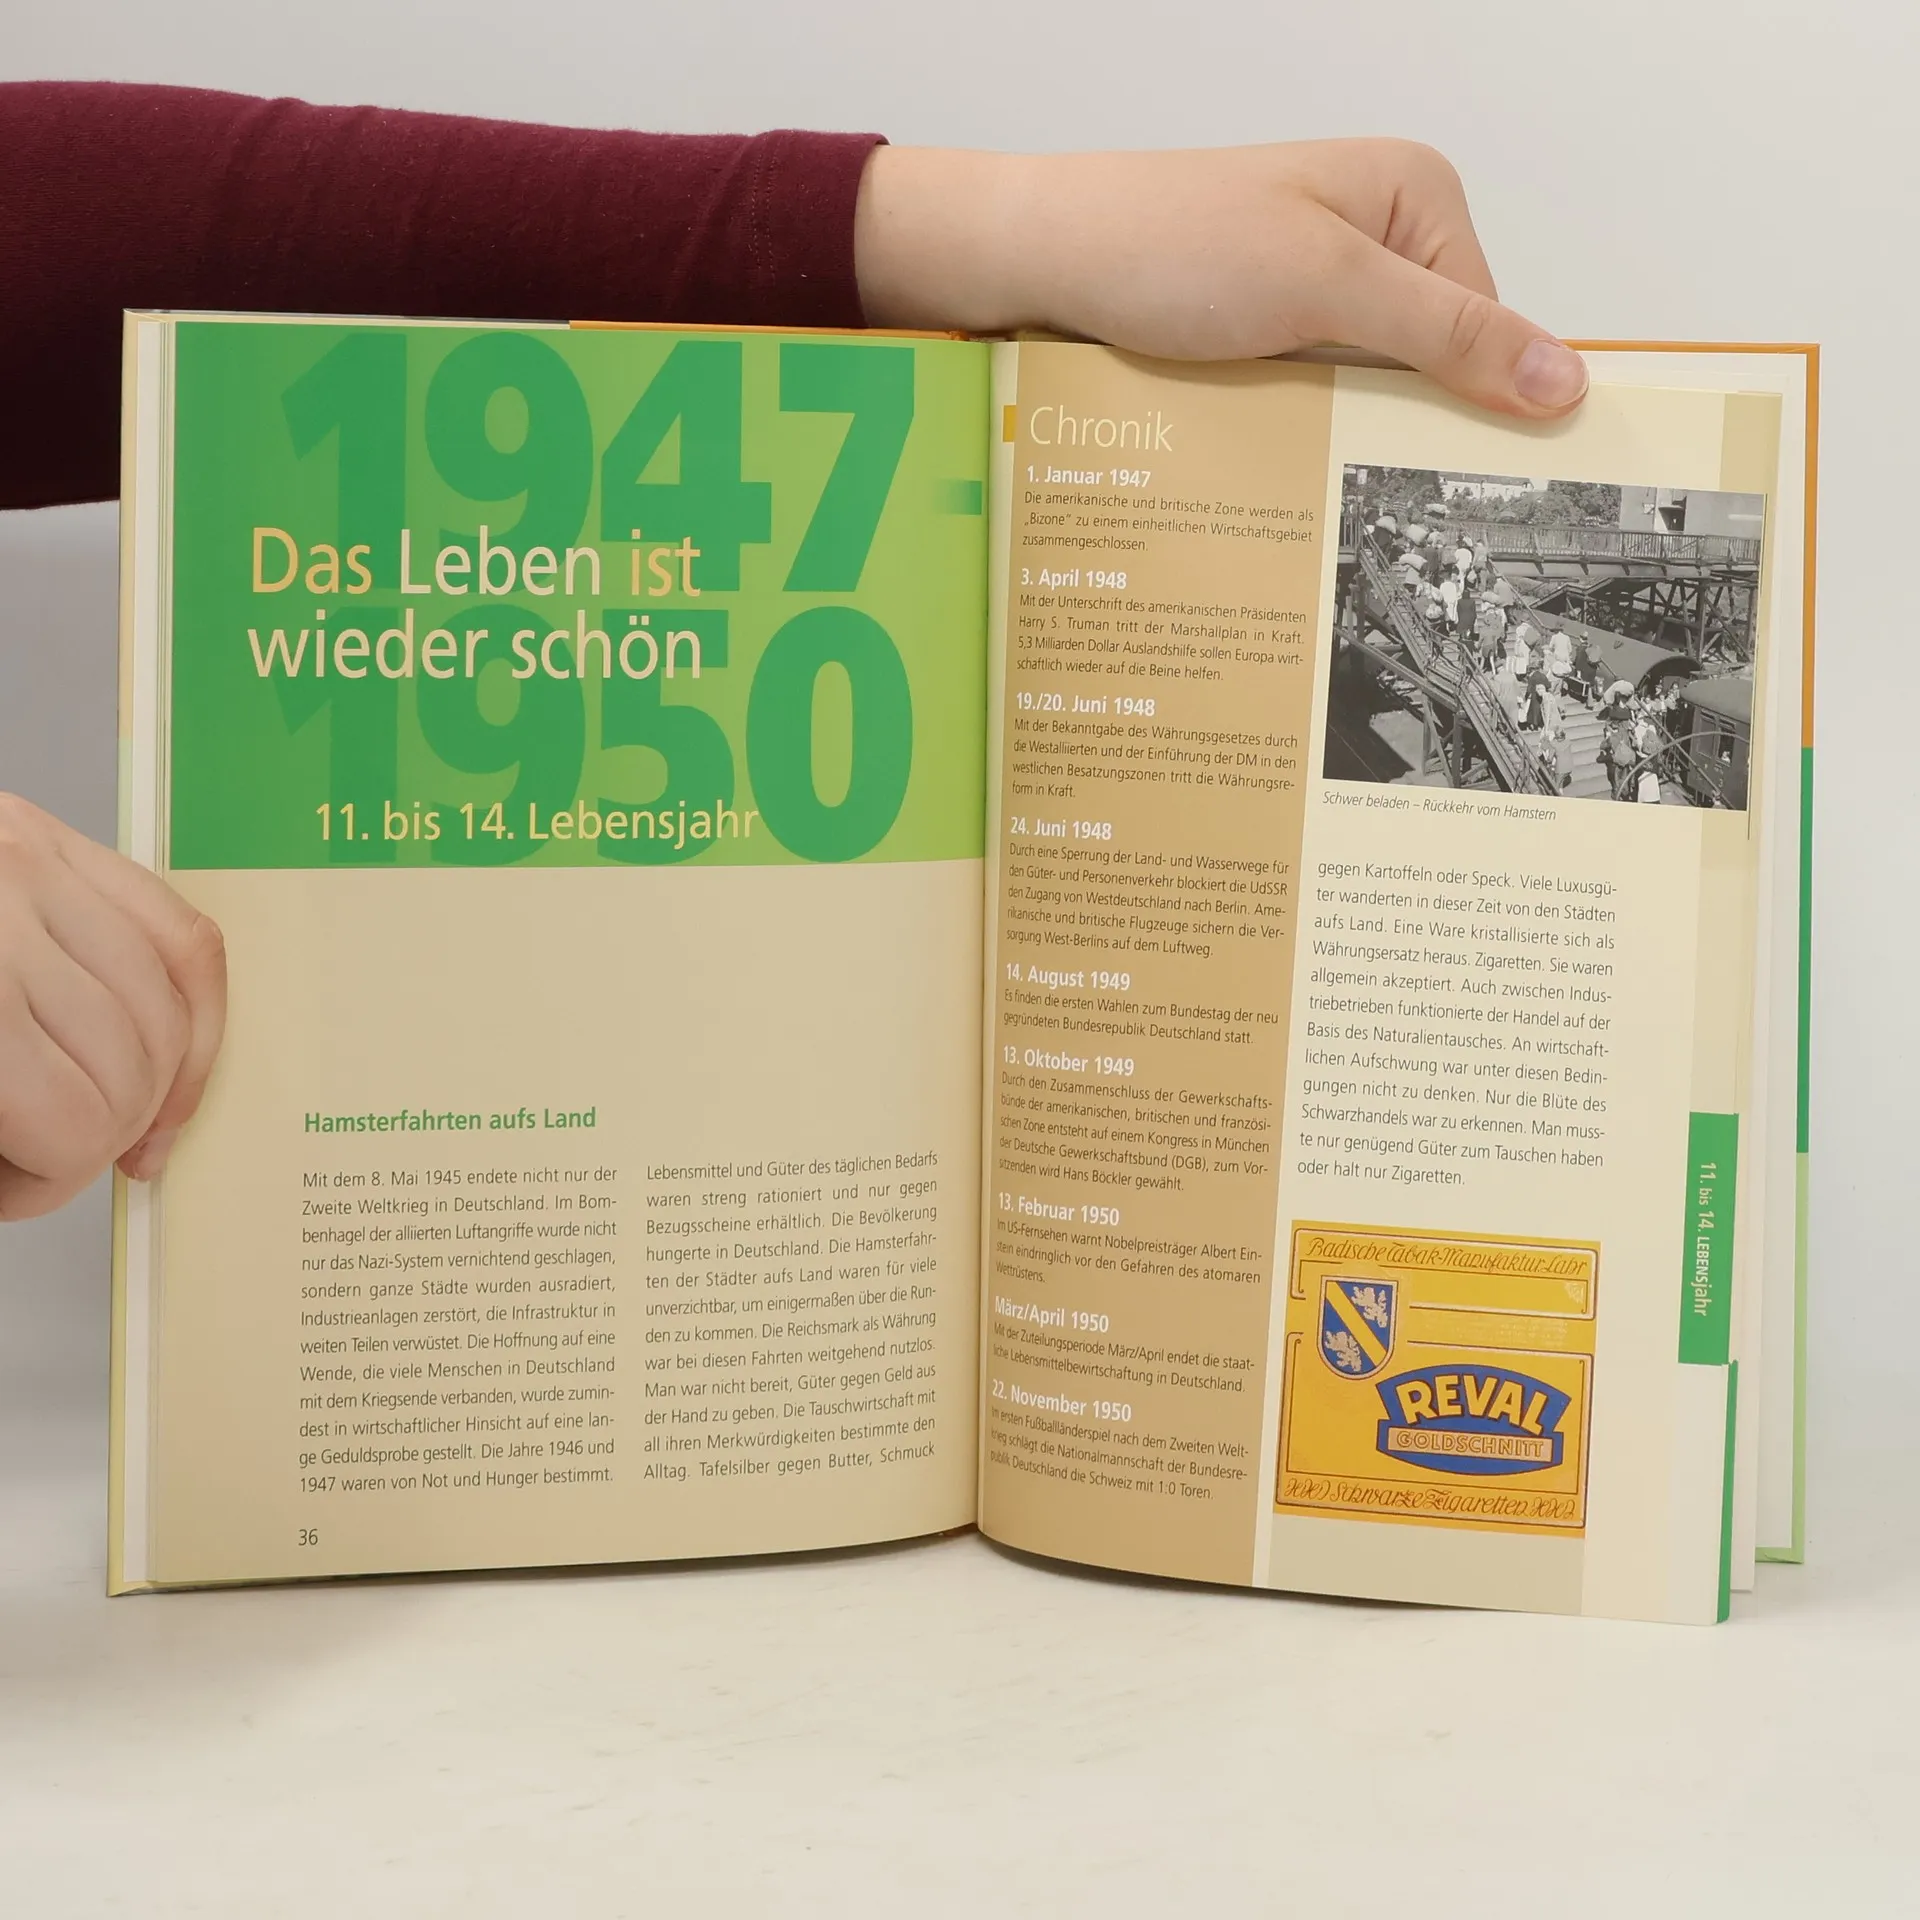 1947-
1950
Das Leben ist
wieder schön
11. bis 14. Lebensjahr
Hamsterfahrten aufs Land
Mit dem 8. Mai 1945 endete nicht nur der
Zweite Weltkrieg in Deutschland. Im Bom-
benhagel der alliierten Luftangriffe wurde nicht
nur das Nazi-System vernichtend geschlagen,
sondern ganze Städte wurden ausradiert,
Industrieanlagen zerstört, die Infrastruktur in
weiten Teilen verwüstet. Die Hoffnung auf eine
Wende, die viele Menschen in Deutschland
mit dem Kriegsende verbanden, wurde zumin-
dest in wirtschaftlicher Hinsicht auf eine lan-
ge Geduldsprobe gestellt. Die Jahre 1946 und
1947 waren von Not und Hunger bestimmt.
Lebensmittel und Güter des täglichen Bedarfs
waren streng rationiert und nur gegen
Bezugsscheine erhältlich. Die Bevölkerung
hungerte in Deutschland. Die Hamsterfahr-
ten der Städter aufs Land waren für viele
unverzichtbar, um einigermaßen über die Run-
den zu kommen. Die Reichsmark als Währung
war bei diesen Fahrten weitgehend nutzlos.
Man war nicht bereit, Güter gegen Geld aus
der Hand zu geben. Die Tauschwirtschaft mit
all ihren Merkwürdigkeiten bestimmte den
Alltag. Tafelsilber gegen Butter, Schmuck
36
Chronik
1. Januar 1947
Die amerikanische und britische Zone werden als
„Bizone" zu einem einheitlichen Wirtschaftsgebiet
zusammengeschlossen.
3. April 1948
Mit der Unterschrift des amerikanischen Präsidenten
Harry S. Truman tritt der Marshallplan in Kraft.
5,3 Milliarden Dollar Auslandshilfe sollen Europa wirt-
schaftlich wieder auf die Beine helfen.
19./20. Juni 1948
Mit der Bekanntgabe des Währungsgesetzes durch
die Westalliierten und der Einführung der DM in den
westlichen Besatzungszonen tritt die Währungsre-
form in Kraft.
24. Juni 1948
Durch eine Sperrung der Land- und Wasserwege für
den Güter- und Personenverkehr blockiert die UdSSR
den Zugang von Westdeutschland nach Berlin. Ame-
rikanische und britische Flugzeuge sichern die Ver-
sorgung West-Berlins auf dem Luftweg.
14. August 1949
Es finden die ersten Wahlen zum Bundestag der neu
gegründeten Bundesrepublik Deutschland statt.
13. Oktober 1949
Durch den Zusammenschluss der Gewerkschafts-
bünde der amerikanischen, britischen und französi-
schen Zone entsteht auf einem Kongress in München
der Deutsche Gewerkschaftsbund (DGB), zum Vor-
sitzenden wird Hans Böckler gewählt.
13. Februar 1950
Im US-Fernsehen warnt Nobelpreisträger Albert Ein-
stein eindringlich vor den Gefahren des atomaren
Wettrüstens.
März/April 1950
Mit der Zuteilungsperiode März/April endet die staat-
liche Lebensmittelbewirtschaftung in Deutschland.
22. November 1950
Im ersten Fußballländerspiel nach dem Zweiten Welt-
krieg schlägt die Nationalmannschaft der Bundesre-
publik Deutschland die Schweiz mit 1:0 Toren.
Schwer beladen – Rückkehr vom Hamstern
gegen Kartoffeln oder Speck. Viele Luxusgü-
ter wanderten in dieser Zeit von den Städten
aufs Land. Eine Ware kristallisierte sich als
Währungsersatz heraus. Zigaretten. Sie waren
allgemein akzeptiert. Auch zwischen Indus-
triebetrieben funktionierte der Handel auf der
Basis des Naturalientausches. An wirtschaft-
lichen Aufschwung war unter diesen Bedin-
gungen nicht zu denken. Nur die Blüte des
Schwarzhandels war zu erkennen. Man muss-
te nur genügend Güter zum Tauschen haben
oder halt nur Zigaretten.
Badische Tabak-Manufaktur Lahr
REVAL
GOLDSCHNITT
Schwarze Zigaretten
11. bis 14. LEBENSjahr